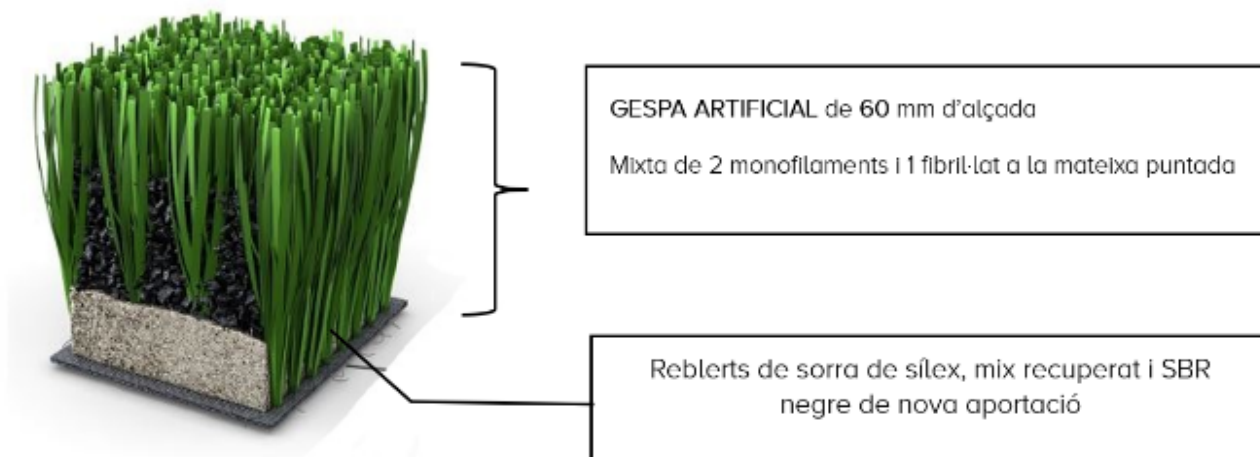 GESPA ARTIFICIAL de 60 mm d'alçada
Mixta de 2 monofilaments i 1 fibril·lat a la mateixa puntada
Reblerts de sorra de sílex, mix recuperat i SBR
negre de nova aportació